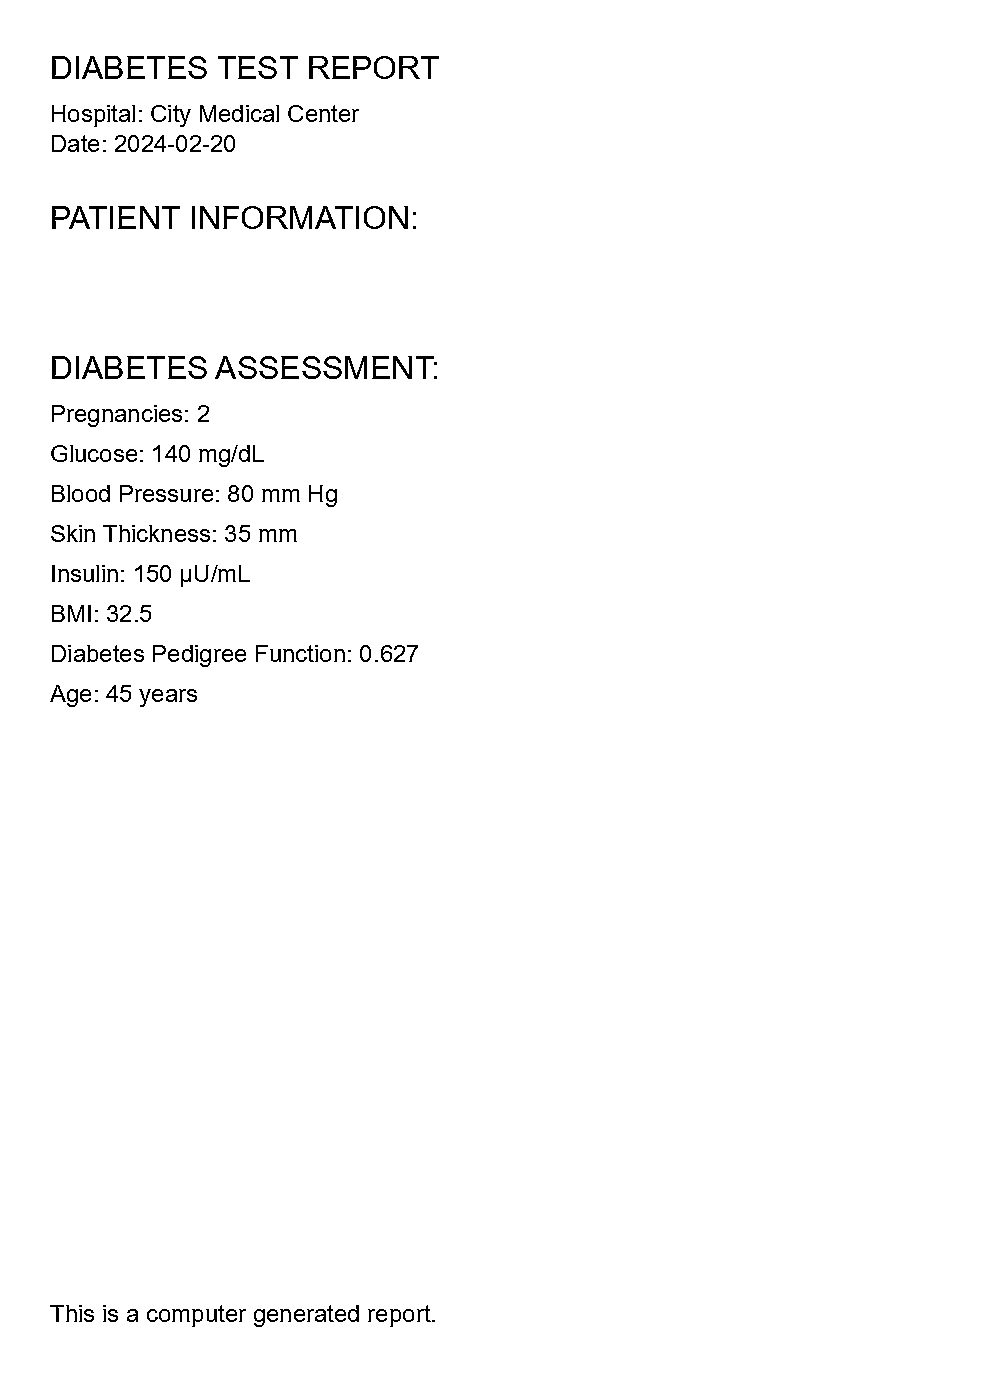 DIABETES TEST REPORT
Hospital: City Medical Center
Date: 2024-02-20
PATIENT INFORMATION:
DIABETES ASSESSMENT:
Pregnancies: 2
Glucose: 140 mg/dL
Blood Pressure: 80 mm Hg
Skin Thickness: 35 mm
Insulin: 150 µU/mL
BMI: 32.5
Diabetes Pedigree Function: 0.627
Age: 45 years
This is a computer generated report.